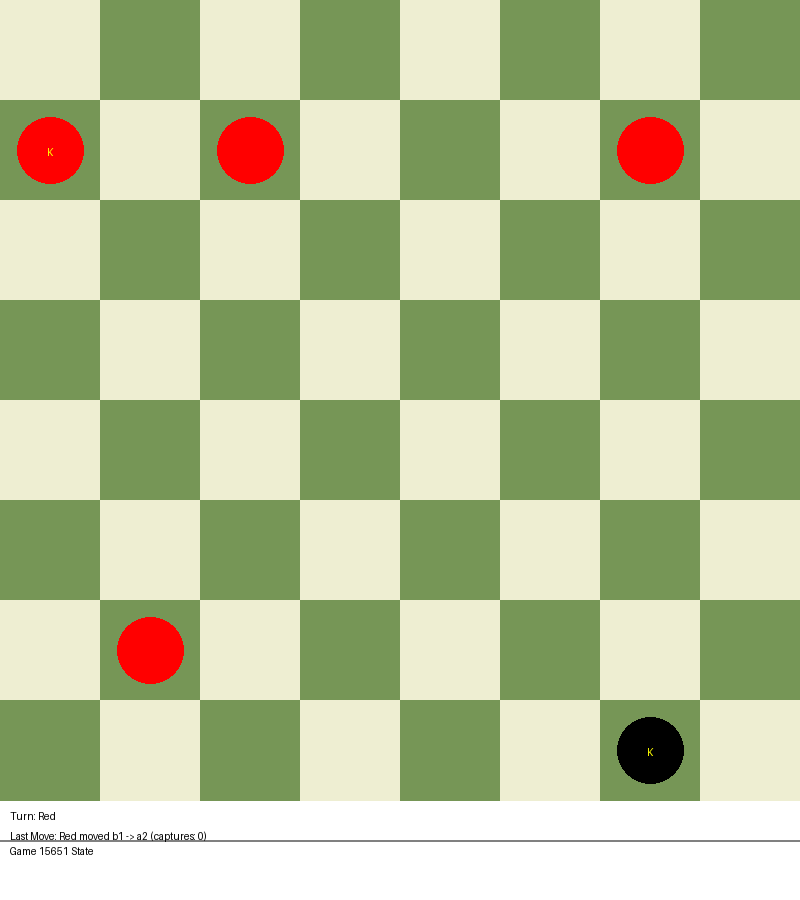 K
K
Turn: Red
Last Move: Red moved b1 -> a2 (captures: 0)
Game 15651 State